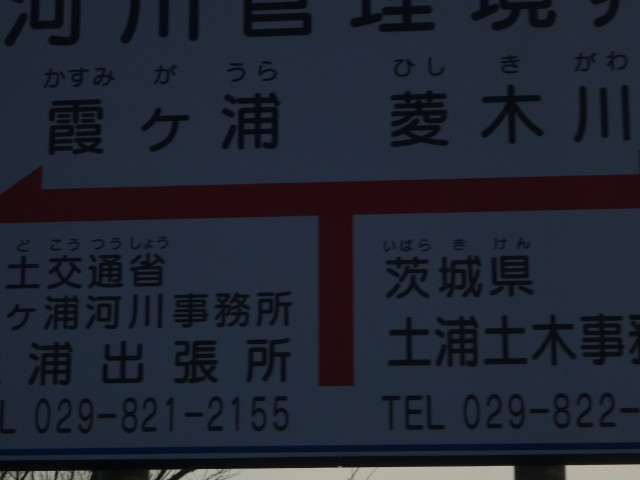 河川管理境界
かすみ が うら
霞ヶ浦
ひし き がわ
菱木川
ど こう つう しょう
土交通省
ヶ浦河川事務所
浦出張所
029-821-2155
いばら き けん
茨城県
土浦土木事務
TEL 029-822-